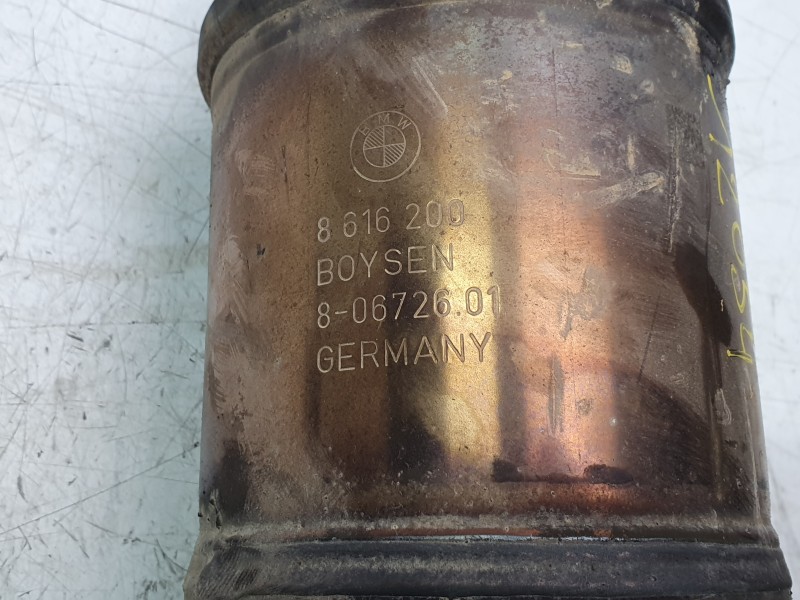 BMW
8 616 200
BOYSEN
8-06726.01
GERMANY